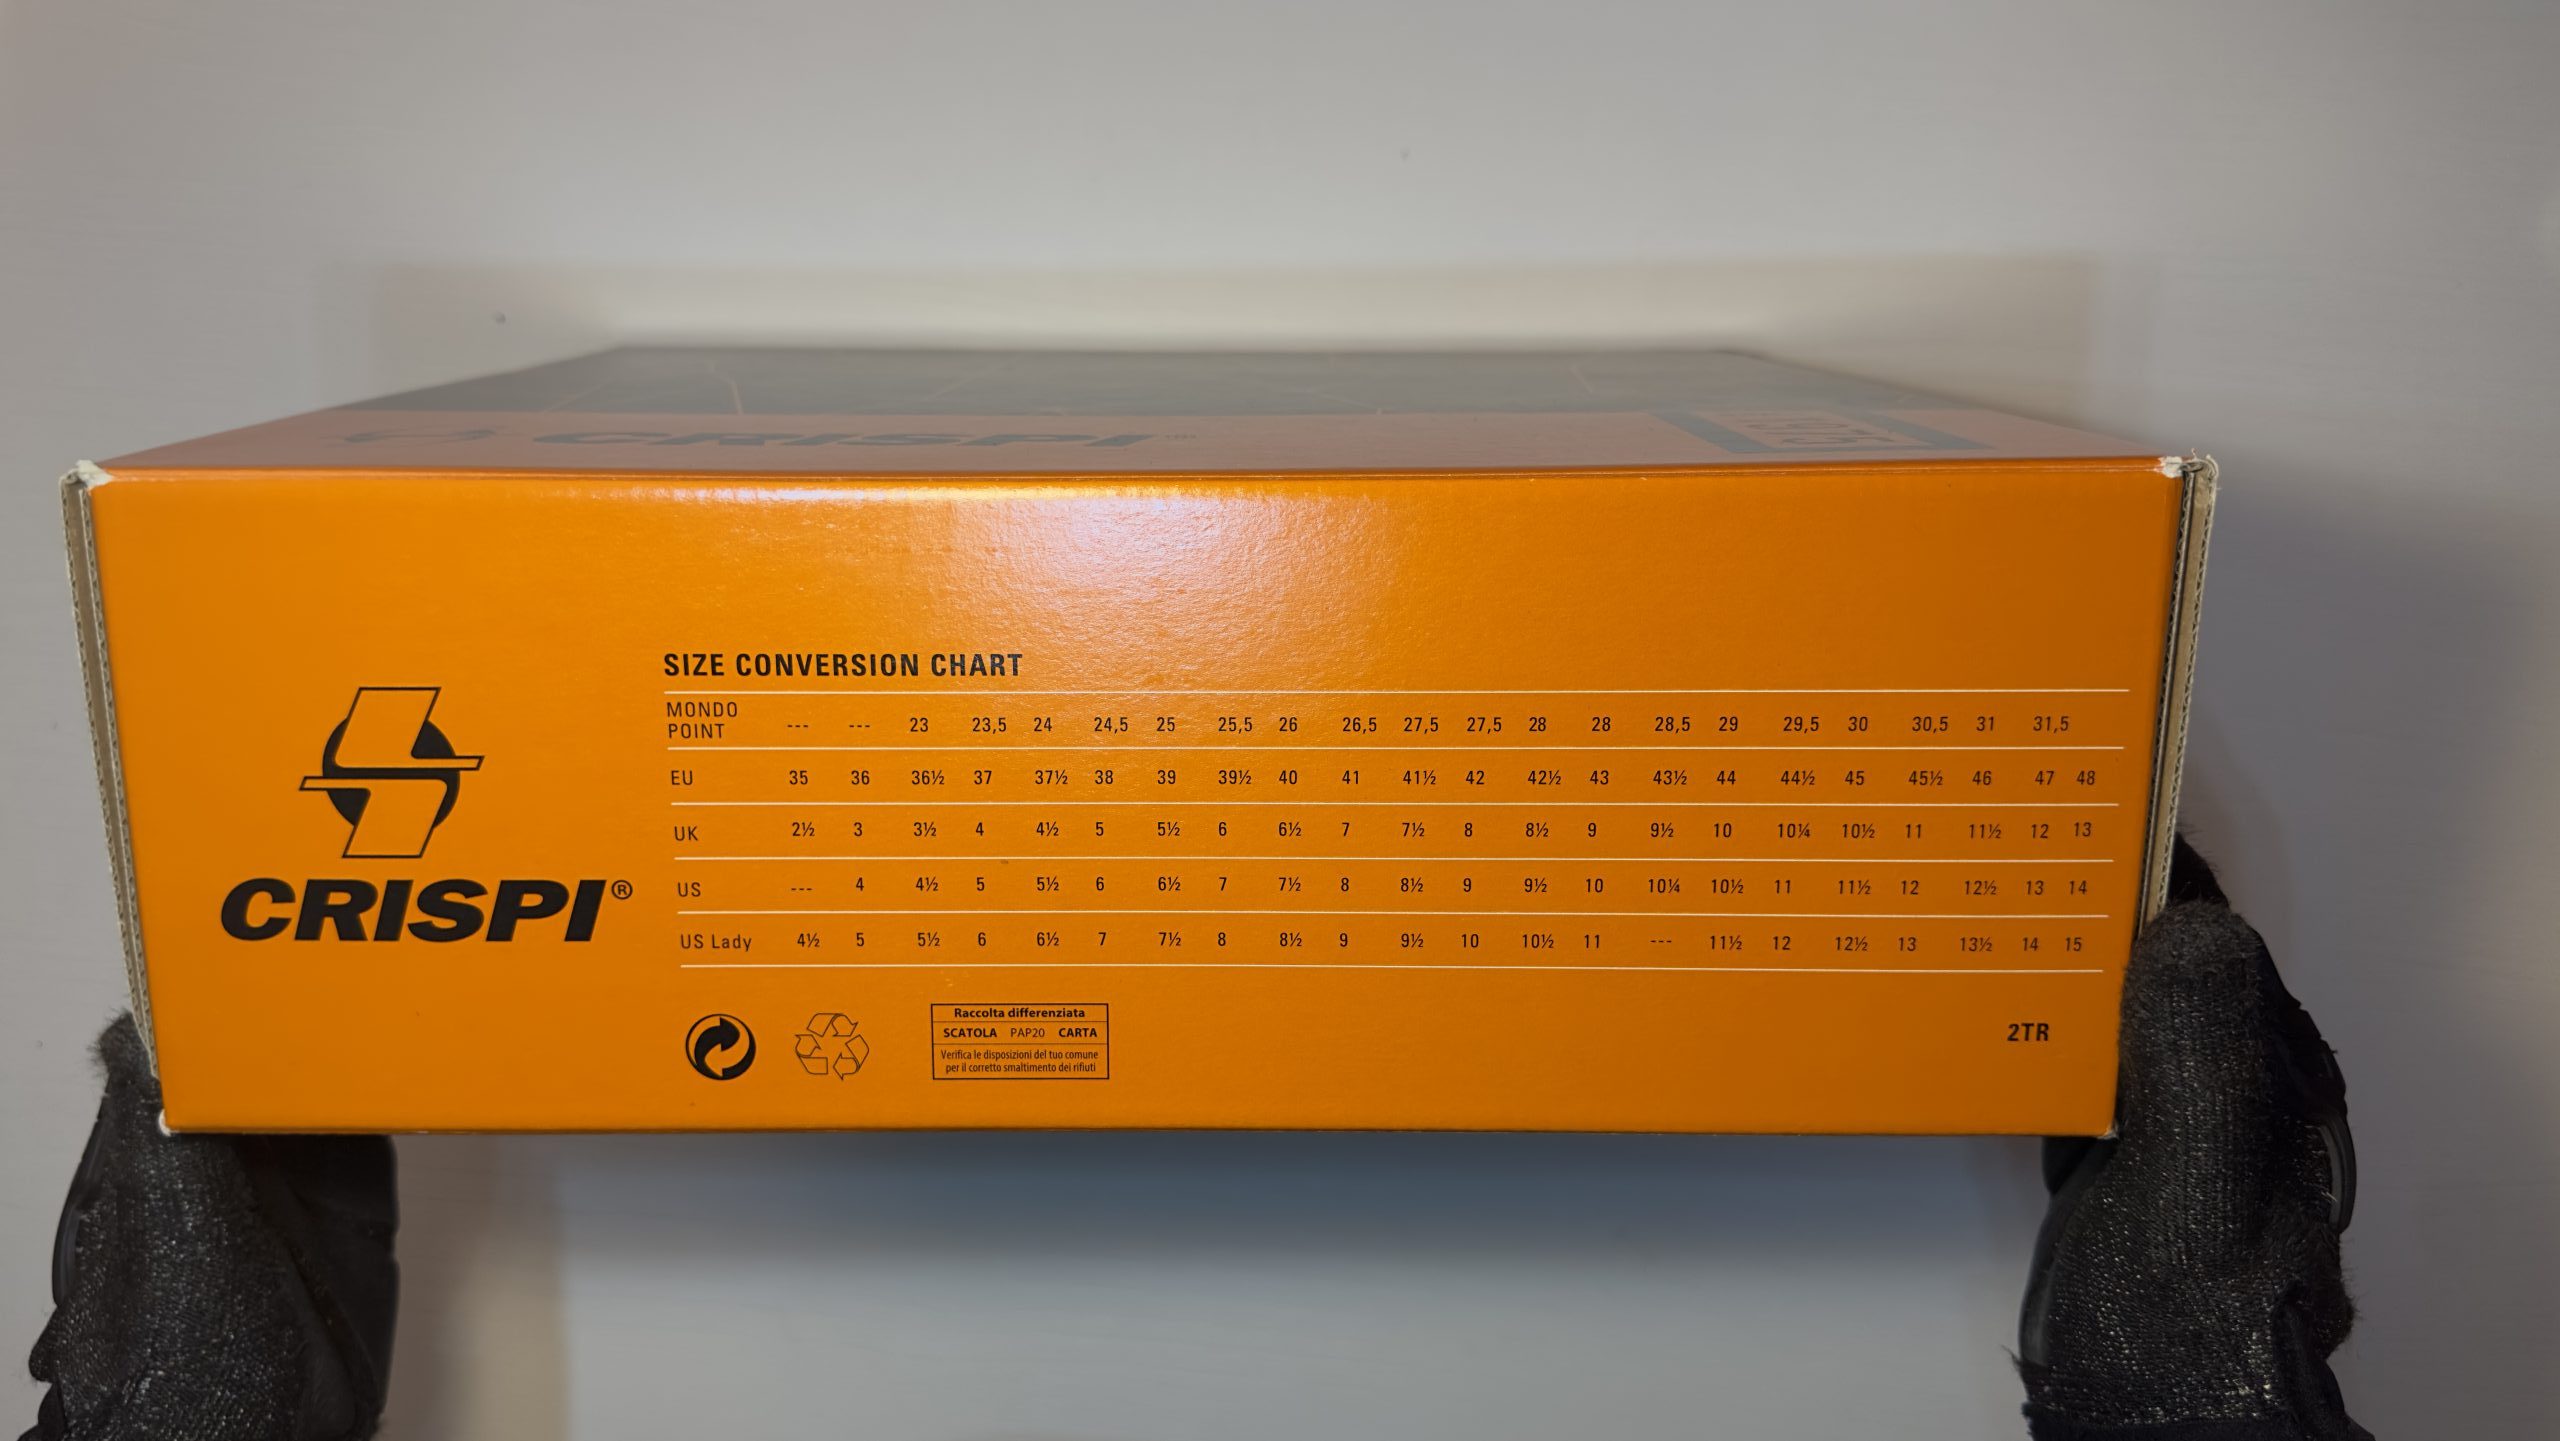 CRISPI
1975
SIZE CONVERSION CHART
MONDO POINT --- --- 23 23,5 24 24,5 25 25,5 26 26,5 27,5 27,5 28 28 28,5 29 29,5 30 30,5 31 31,5
EU 35 36 36½ 37 37½ 38 39 39½ 40 41 41½ 42 42½ 43 43½ 44 44½ 45 45½ 46 47 48
UK 2½ 3 3½ 4 4½ 5 5½ 6 6½ 7 7½ 8 8½ 9 9½ 10 10¼ 10½ 11 11½ 12 13
US --- 4 4½ 5 5½ 6 6½ 7 7½ 8 8½ 9 9½ 10 10¼ 10½ 11 11½ 12 12½ 13 14
US Lady 4½ 5 5½ 6 6½ 7 7½ 8 8½ 9 9½ 10 10½ 11 --- 11½ 12 12½ 13 13½ 14 15
CRISPI®
Raccolta differenziata
SCATOLA PAP20 CARTA
Verifica le disposizioni del tuo comune
per il corretto smaltimento dei rifiuti
2TR